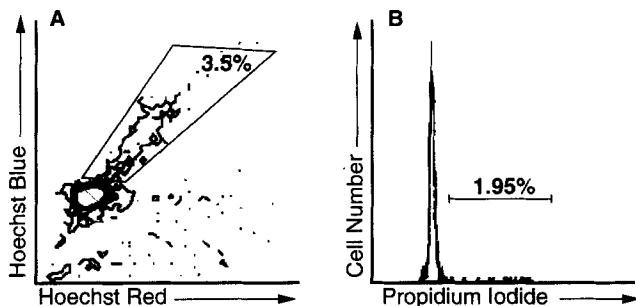 A
Hoechst Blue
3.5%
Hoechst Red
B
Cell Number
1.95%
Propidium Iodide